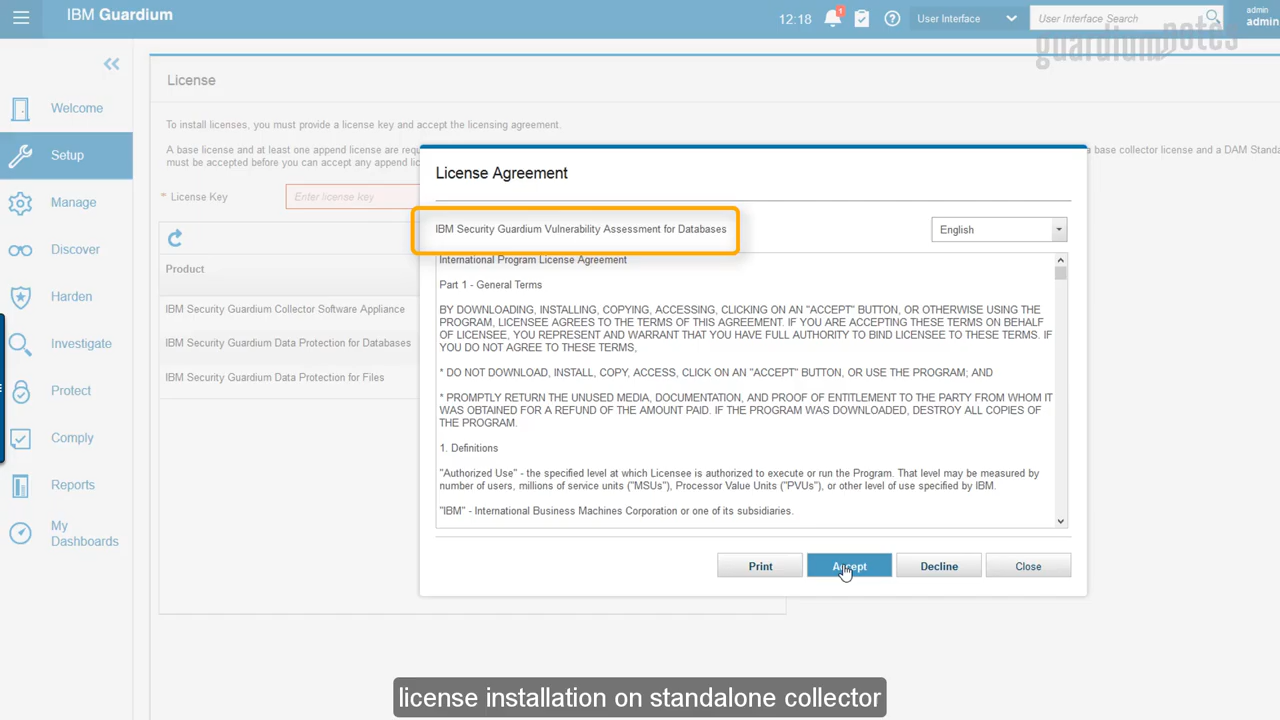 IBM Guardium
12:18
1
User Interface
User Interface Search
admin
admin
guardiumnotes
License
To install licenses, you must provide a license key and accept the licensing agreement.
A base license and at least one append license are requ
a base collector license and a DAM Standa
must be accepted before you can accept any append lic
* License Key
Enter license key
Product
IBM Security Guardium Collector Software Appliance
IBM Security Guardium Data Protection for Databases
IBM Security Guardium Data Protection for Files
Welcome
Setup
Manage
Discover
Harden
Investigate
Protect
Comply
Reports
My
Dashboards
License Agreement
IBM Security Guardium Vulnerability Assessment for Databases
English
International Program License Agreement
Part 1 - General Terms
BY DOWNLOADING, INSTALLING, COPYING, ACCESSING, CLICKING ON AN "ACCEPT" BUTTON, OR OTHERWISE USING THE
PROGRAM, LICENSEE AGREES TO THE TERMS OF THIS AGREEMENT. IF YOU ARE ACCEPTING THESE TERMS ON BEHALF
OF LICENSEE, YOU REPRESENT AND WARRANT THAT YOU HAVE FULL AUTHORITY TO BIND LICENSEE TO THESE TERMS. IF
YOU DO NOT AGREE TO THESE TERMS,
* DO NOT DOWNLOAD, INSTALL, COPY, ACCESS, CLICK ON AN "ACCEPT" BUTTON, OR USE THE PROGRAM; AND
* PROMPTLY RETURN THE UNUSED MEDIA, DOCUMENTATION, AND PROOF OF ENTITLEMENT TO THE PARTY FROM WHOM IT
WAS OBTAINED FOR A REFUND OF THE AMOUNT PAID. IF THE PROGRAM WAS DOWNLOADED, DESTROY ALL COPIES OF
THE PROGRAM.
1. Definitions
"Authorized Use" - the specified level at which Licensee is authorized to execute or run the Program. That level may be measured by
number of users, millions of service units ("MSUs"), Processor Value Units ("PVUs"), or other level of use specified by IBM.
"IBM" - International Business Machines Corporation or one of its subsidiaries.
Print
Accept
Decline
Close
license installation on standalone collector